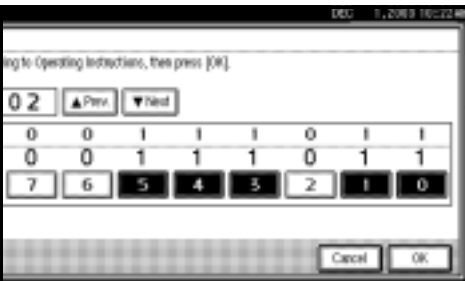 DEC 1,2003 10:22AM
ing to Operating Instructions, then press [OK].
02 ▲Prev. ▼Next
0 0 1 1 1 0 1 1
0 0 1 1 1 0 1 1
7 6 5 4 3 2 1 0
Cancel OK